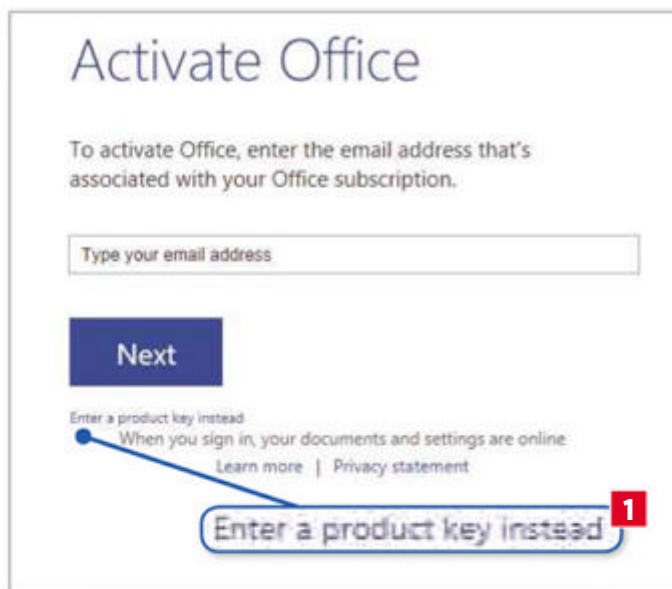 Activate Office
To activate Office, enter the email address that's
associated with your Office subscription.
Type your email address
Next
Enter a product key instead
When you sign in, your documents and settings are online
Learn more | Privacy statement
Enter a product key instead
1